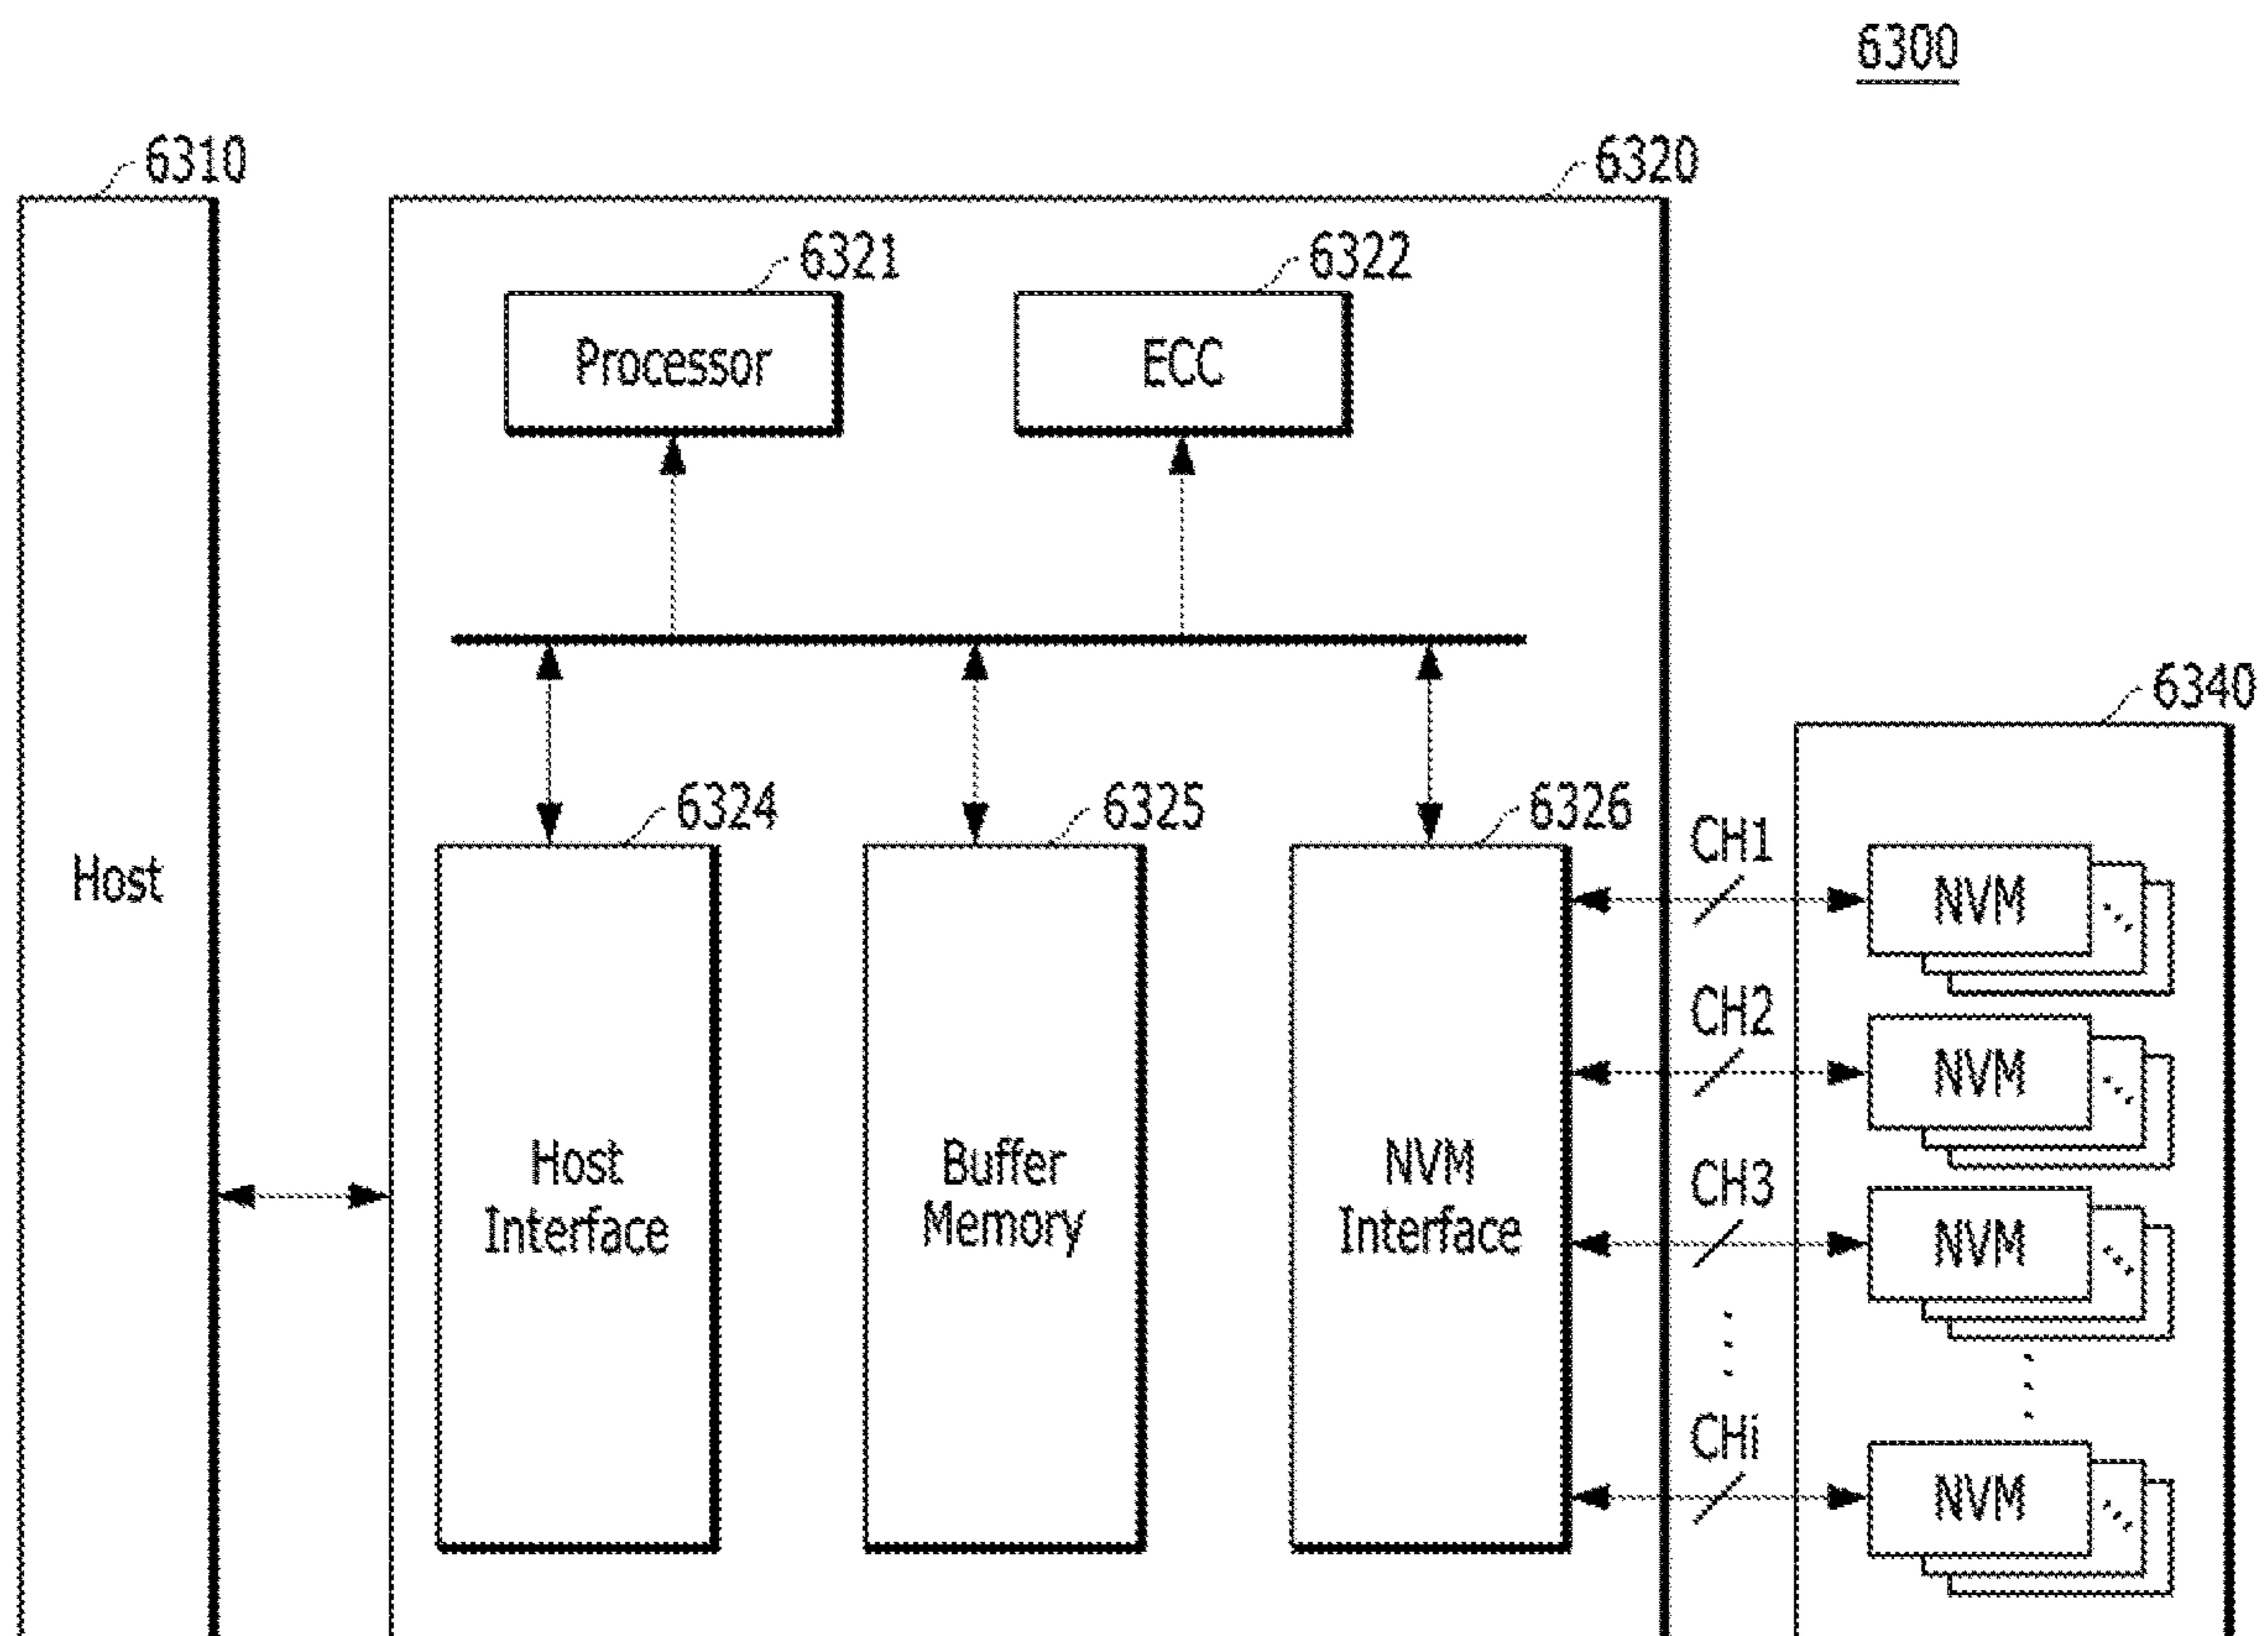 6300
6310
6320
6321
6322
Processor
ECC
6340
6324
6325
6326
CH1
Host
NVM
CH2
NVM
Host
Interface
Buffer
Memory
NVM
Interface
CH3
NVM
CHi
NVM